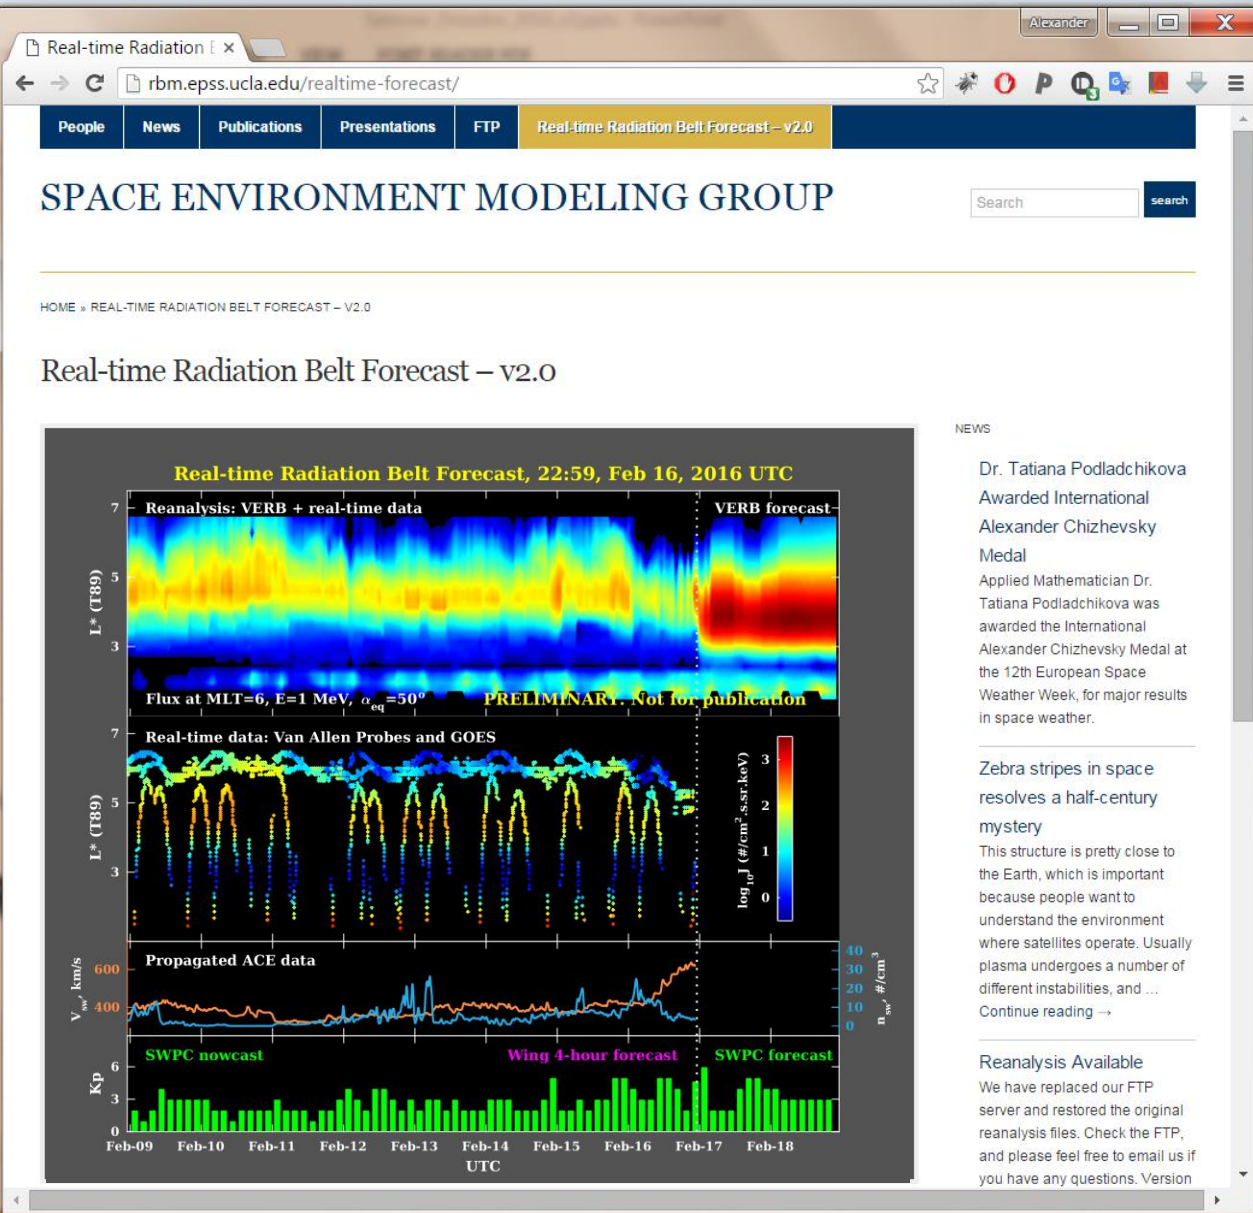 Alexander
Real-time Radiation
rbm.epss.ucla.edu/realtime-forecast/
3
People News Publications Presentations FTP Real-time Radiation Belt Forecast – v2.0
SPACE ENVIRONMENT MODELING GROUP
Search search
HOME » REAL-TIME RADIATION BELT FORECAST – V2.0
Real-time Radiation Belt Forecast – v2.0
Real-time Radiation Belt Forecast, 22:59, Feb 16, 2016 UTC
Reanalysis: VERB + real-time data VERB forecast
7
5
3
L* (T89)
Flux at MLT=6, E=1 MeV, αeq=50° PRELIMINARY. Not for publication
Real-time data: Van Allen Probes and GOES
7
5
3
L* (T89)
log10J (#/cm2.s.sr.keV)
3
2
1
0
Propagated ACE data
Vsw, km/s
600
400
40
30
20
10
0
nsw, #/cm3
SWPC nowcast Wing 4-hour forecast SWPC forecast
Kp
6
3
0
Feb-09 Feb-10 Feb-11 Feb-12 Feb-13 Feb-14 Feb-15 Feb-16 Feb-17 Feb-18
UTC
NEWS
Dr. Tatiana Podladchikova
Awarded International
Alexander Chizhevsky
Medal
Applied Mathematician Dr.
Tatiana Podladchikova was
awarded the International
Alexander Chizhevsky Medal at
the 12th European Space
Weather Week, for major results
in space weather.
Zebra stripes in space
resolves a half-century
mystery
This structure is pretty close to
the Earth, which is important
because people want to
understand the environment
where satellites operate. Usually
plasma undergoes a number of
different instabilities, and …
Continue reading →
Reanalysis Available
We have replaced our FTP
server and restored the original
reanalysis files. Check the FTP,
and please feel free to email us if
you have any questions. Version